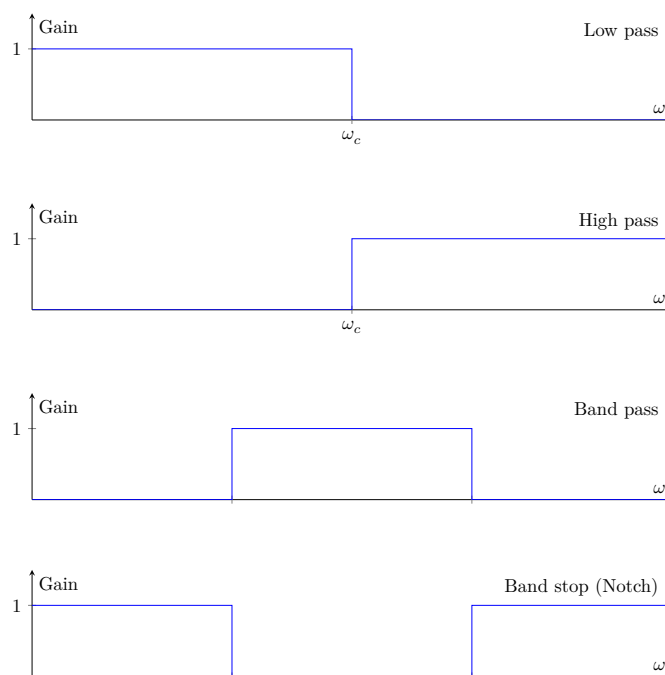 Gain
Low pass
1
ω
ω_c
Gain
High pass
1
ω
ω_c
Gain
Band pass
1
ω
Gain
Band stop (Notch)
1
ω